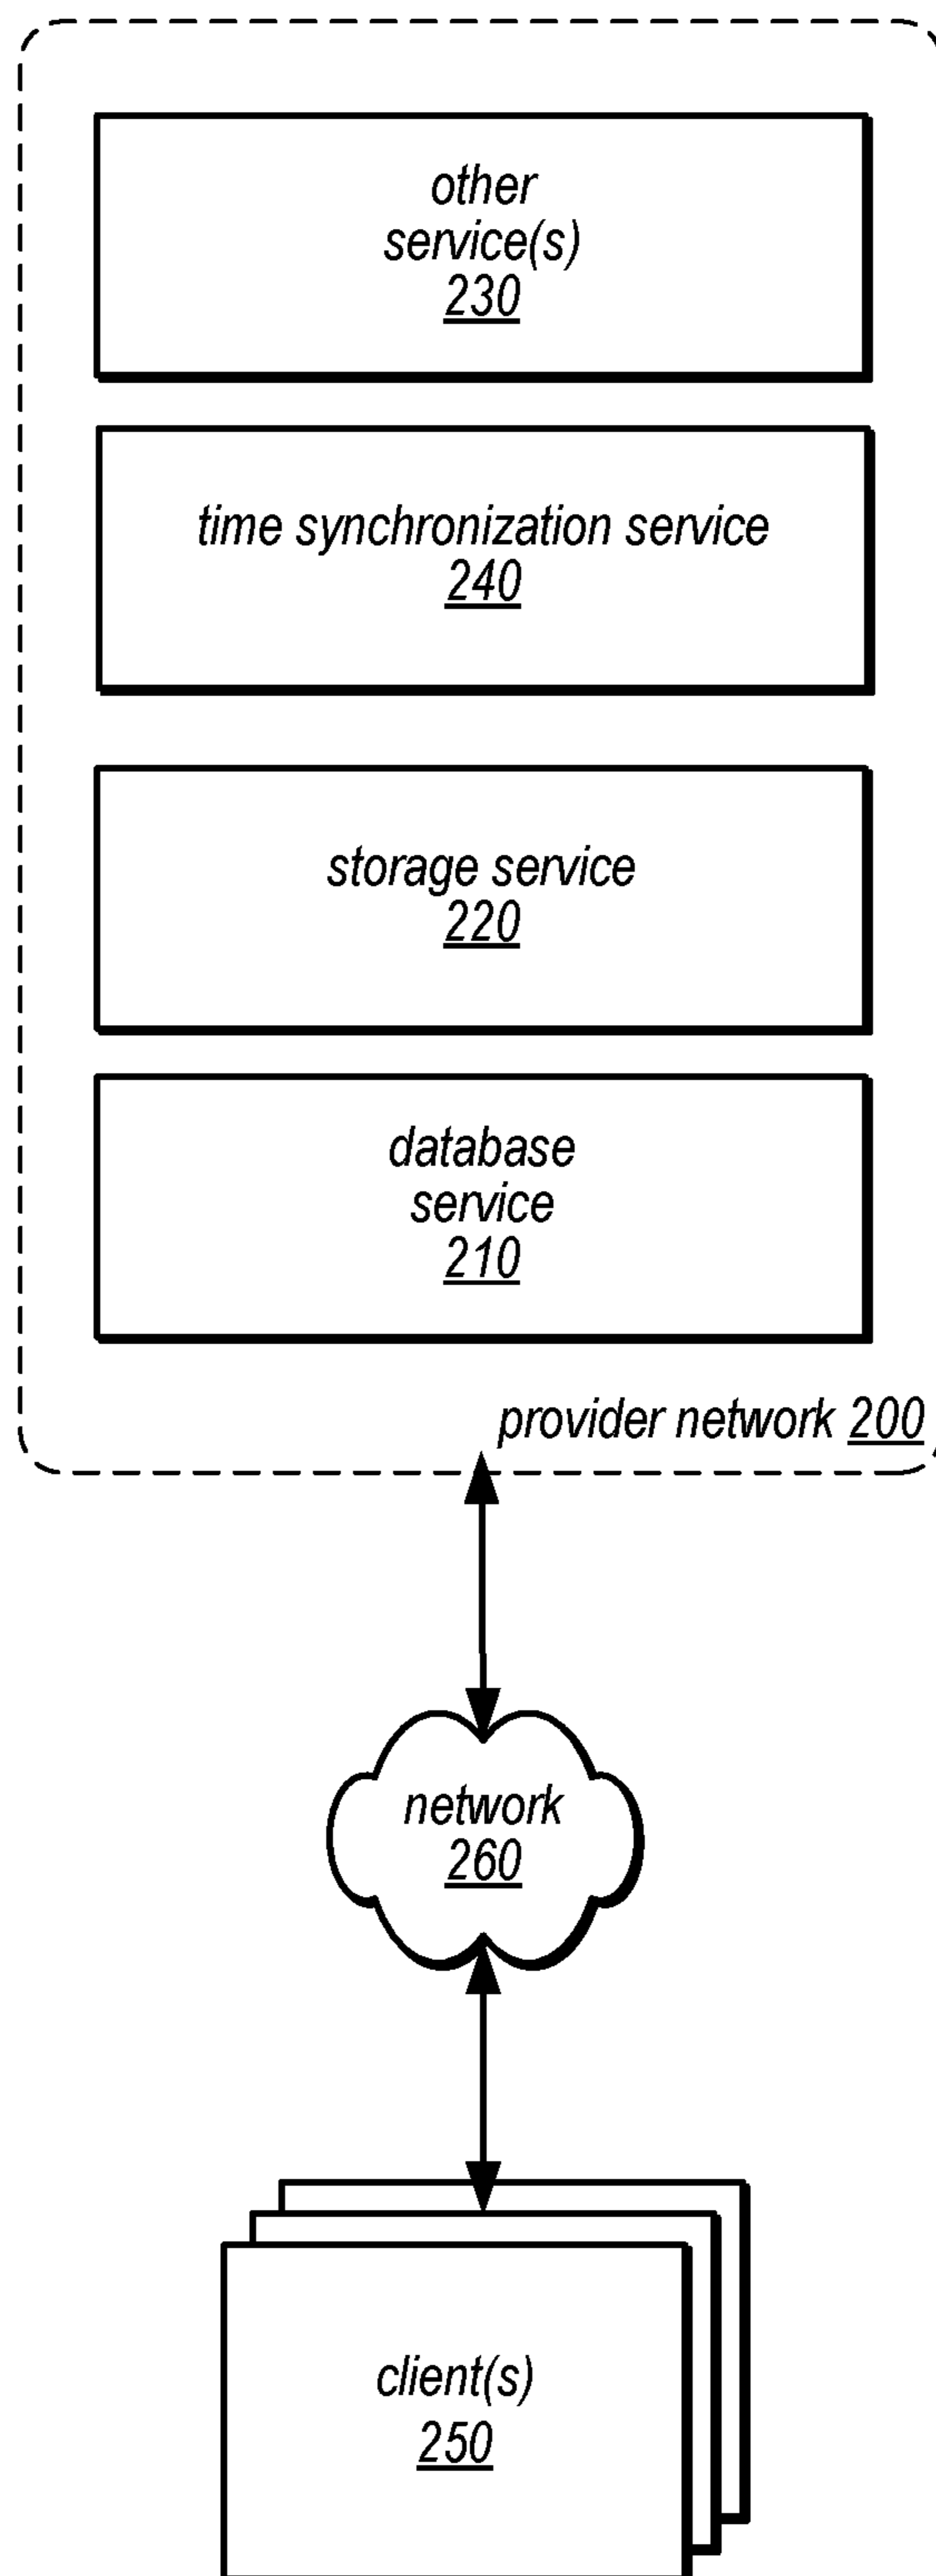 other
service(s)
230
time synchronization service
240
storage service
220
database
service
210
provider network 200
network
260
client(s)
250